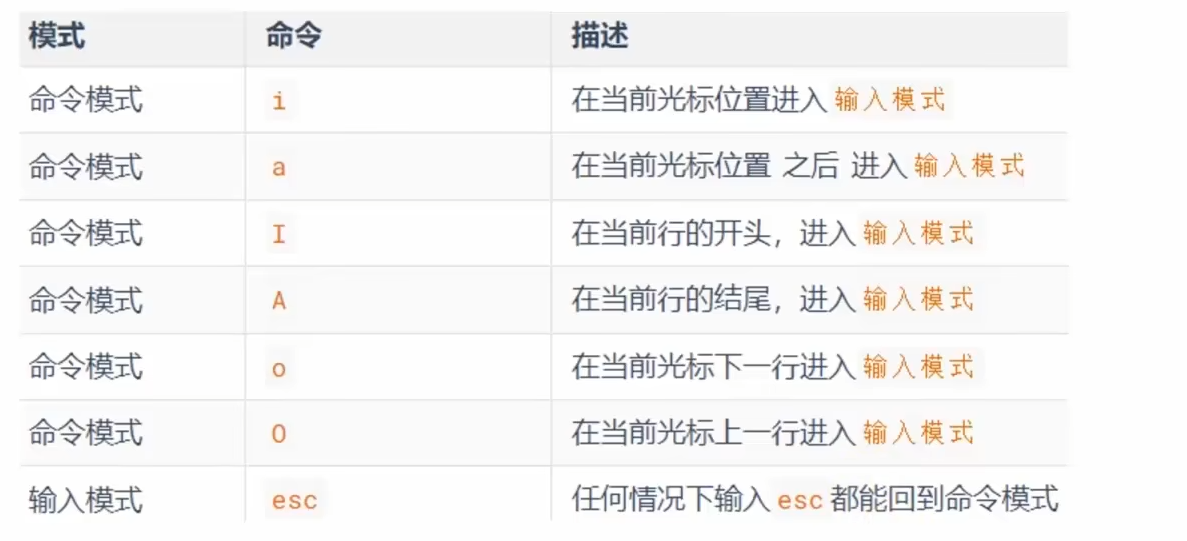 模式 命令 描述
命令模式 i 在当前光标位置进入 输入模式
命令模式 a 在当前光标位置 之后 进入 输入模式
命令模式 I 在当前行的开头，进入 输入模式
命令模式 A 在当前行的结尾，进入 输入模式
命令模式 o 在当前光标下一行进入 输入模式
命令模式 O 在当前光标上一行进入 输入模式
输入模式 esc 任何情况下输入 esc 都能回到命令模式